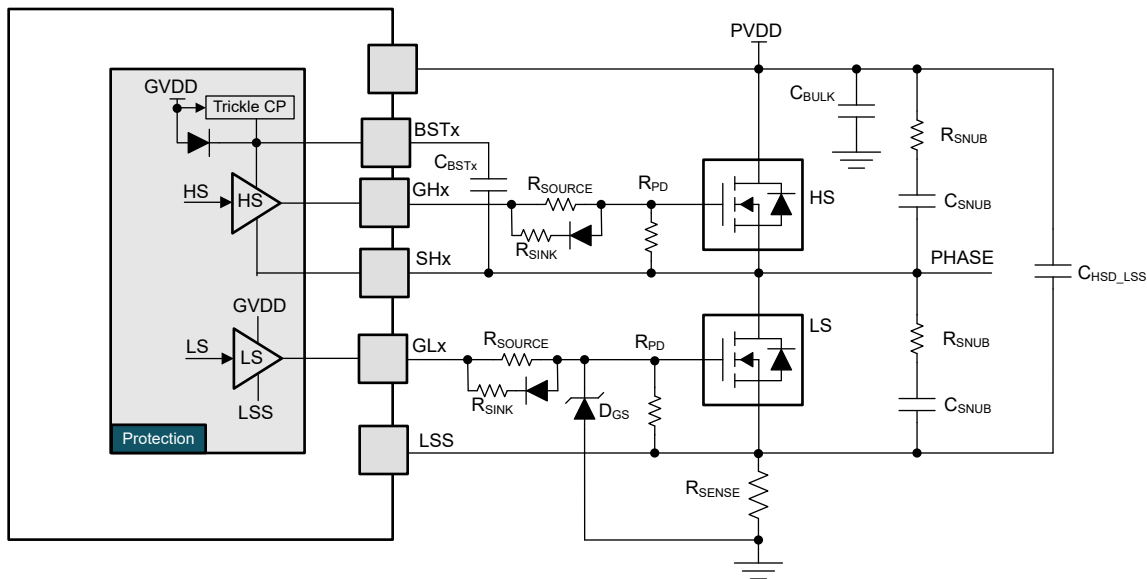 PVDD
GVDD
Trickle CP
BSTx
CBSTx
CBULK
RSNUB
HS
HS
GHx
RSOURCE
RPD
HS
RSINK
CSNUB
SHx
PHASE
CHSD_LSS
GVDD
LS
LS
GLx
RSOURCE
RPD
LS
RSNUB
RSINK
DGS
LSS
CSNUB
Protection
LSS
RSENSE